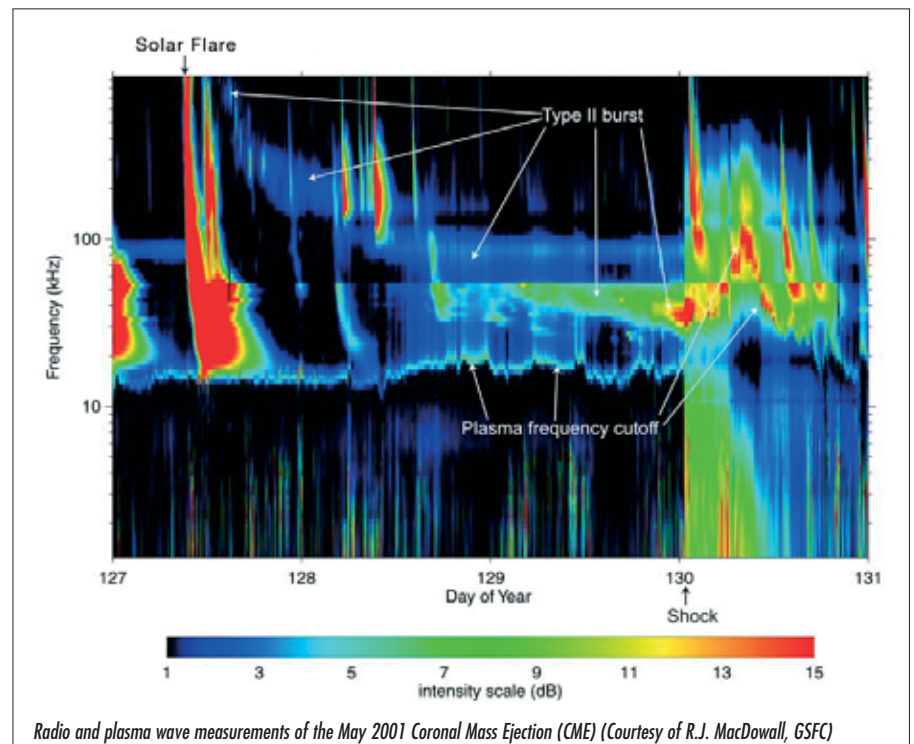 Solar Flare
Type II burst
100
Frequency (kHz)
10
Plasma frequency cutoff
127
128
129
130
131
Day of Year
Shock
1
3
5
7
9
11
13
15
intensity scale (dB)
Radio and plasma wave measurements of the May 2001 Coronal Mass Ejection (CME) (Courtesy of R.J. MacDowall, GSFC)